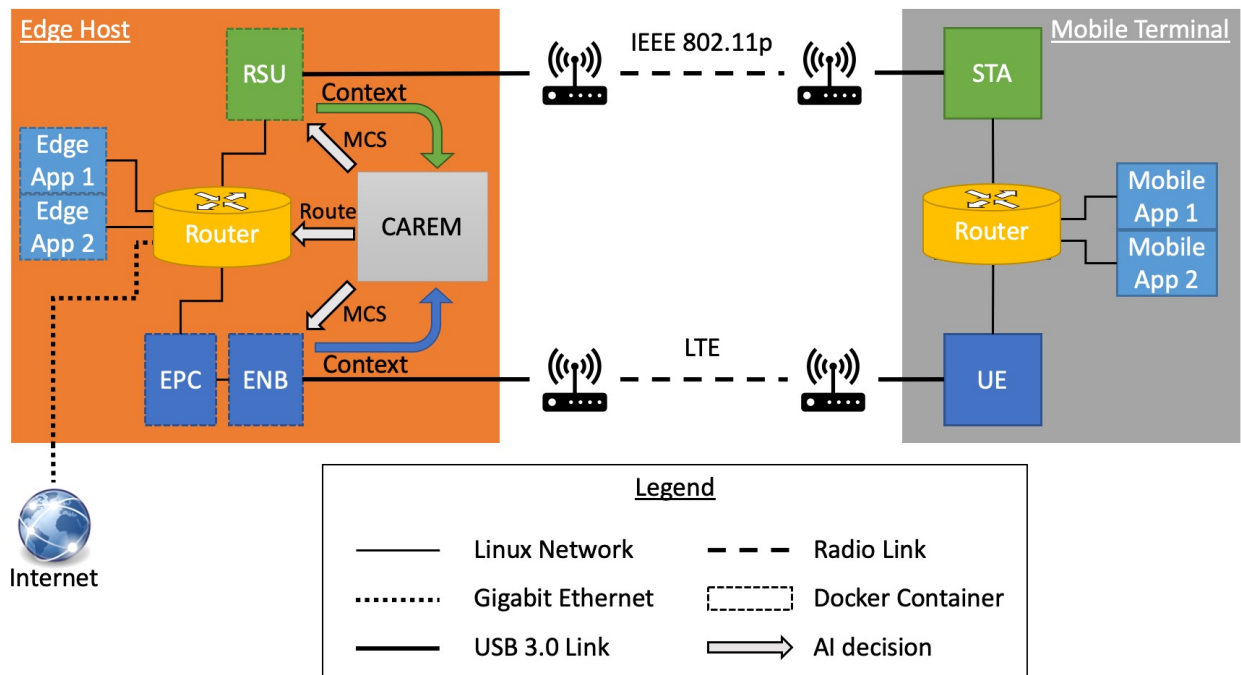 Edge Host
IEEE 802.11p
Mobile Terminal
RSU
STA
Context
MCS
Edge
App 1
Edge
App 2
Route
Router
CAREM
Router
Mobile
App 1
Mobile
App 2
MCS
LTE
Context
EPC
ENB
UE
Legend
Linux Network
Radio Link
Internet
Gigabit Ethernet
Docker Container
USB 3.0 Link
AI decision